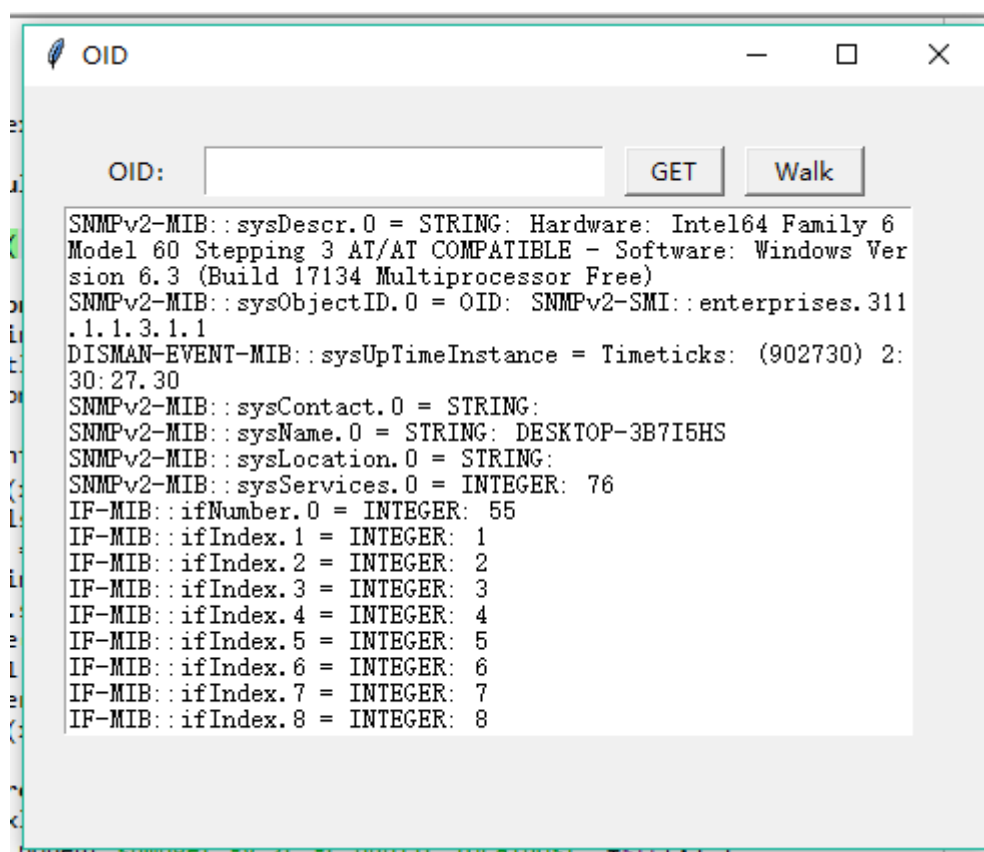 OID
OID:
GET
Walk
SNMPv2-MIB::sysDescr.0 = STRING: Hardware: Intel64 Family 6
Model 60 Stepping 3 AT/AT COMPATIBLE - Software: Windows Ver
sion 6.3 (Build 17134 Multiprocessor Free)
SNMPv2-MIB::sysObjectID.0 = OID: SNMPv2-SMI::enterprises.311
.1.1.3.1.1
DISMAN-EVENT-MIB::sysUpTimeInstance = Timeticks: (902730) 2:
30:27.30
SNMPv2-MIB::sysContact.0 = STRING:
SNMPv2-MIB::sysName.0 = STRING: DESKTOP-3B7I5HS
SNMPv2-MIB::sysLocation.0 = STRING:
SNMPv2-MIB::sysServices.0 = INTEGER: 76
IF-MIB::ifNumber.0 = INTEGER: 55
IF-MIB::ifIndex.1 = INTEGER: 1
IF-MIB::ifIndex.2 = INTEGER: 2
IF-MIB::ifIndex.3 = INTEGER: 3
IF-MIB::ifIndex.4 = INTEGER: 4
IF-MIB::ifIndex.5 = INTEGER: 5
IF-MIB::ifIndex.6 = INTEGER: 6
IF-MIB::ifIndex.7 = INTEGER: 7
IF-MIB::ifIndex.8 = INTEGER: 8